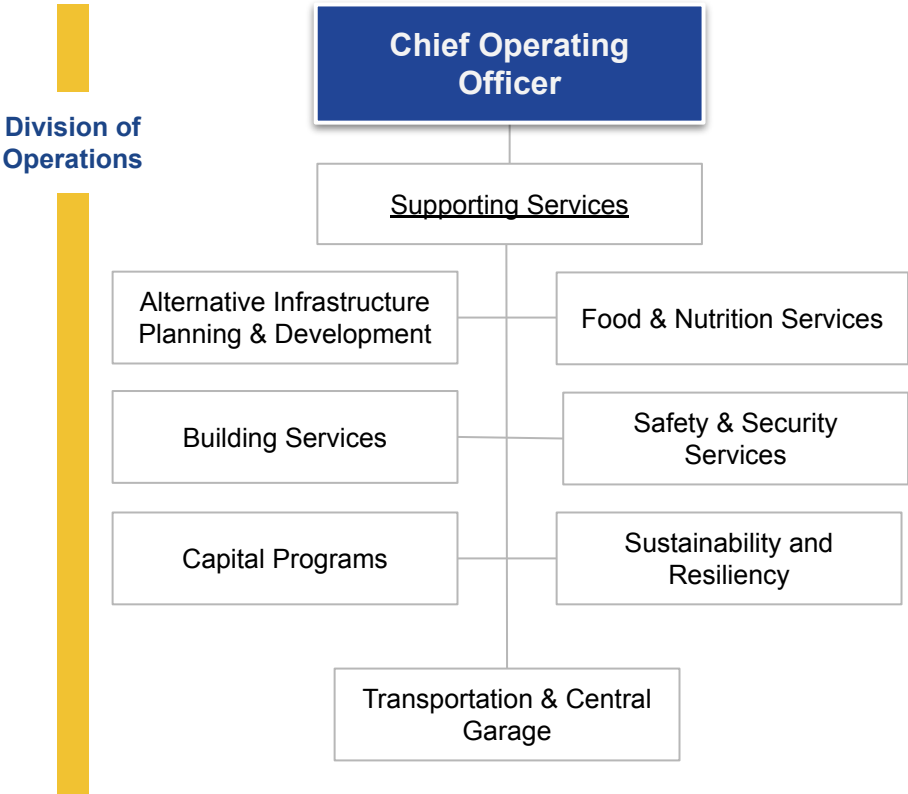 Chief Operating
Officer
Division of
Operations
Supporting Services
Alternative Infrastructure
Planning & Development
Food & Nutrition Services
Building Services
Safety & Security
Services
Capital Programs
Sustainability and
Resiliency
Transportation & Central
Garage